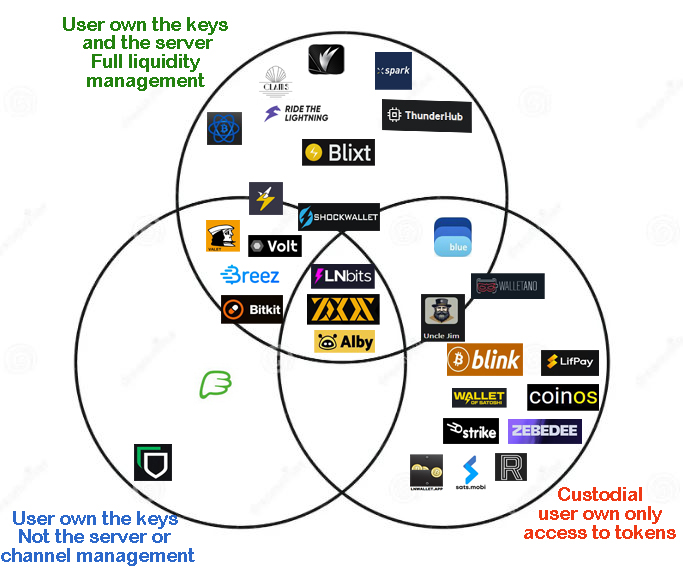 User own the keys
and the server
Full liquidity
management
spark
CLAMS
RIDE THE
LIGHTNING
ThunderHub
Blixt
SHOCKWALLET
VALET
Volt
blue
Breez
LNbits
WALLETANO
Bitkit
Uncle Jim
Alby
blink
LifPay
WALLET
OF SATOSHI
coinos
strike
ZEBEDEE
LNWALLET.APP
sats.mobi
R
Custodial
user own only
access to tokens
User own the keys
Not the server or
channel management